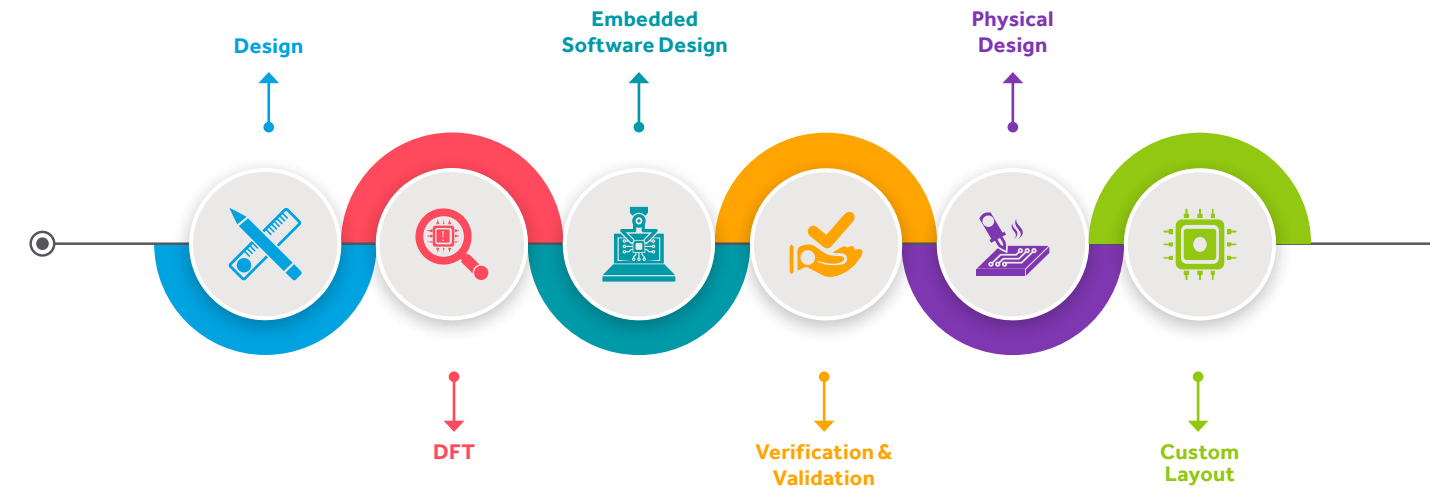 Design
Embedded
Software Design
Physical
Design
DFT
Verification &
Validation
Custom
Layout